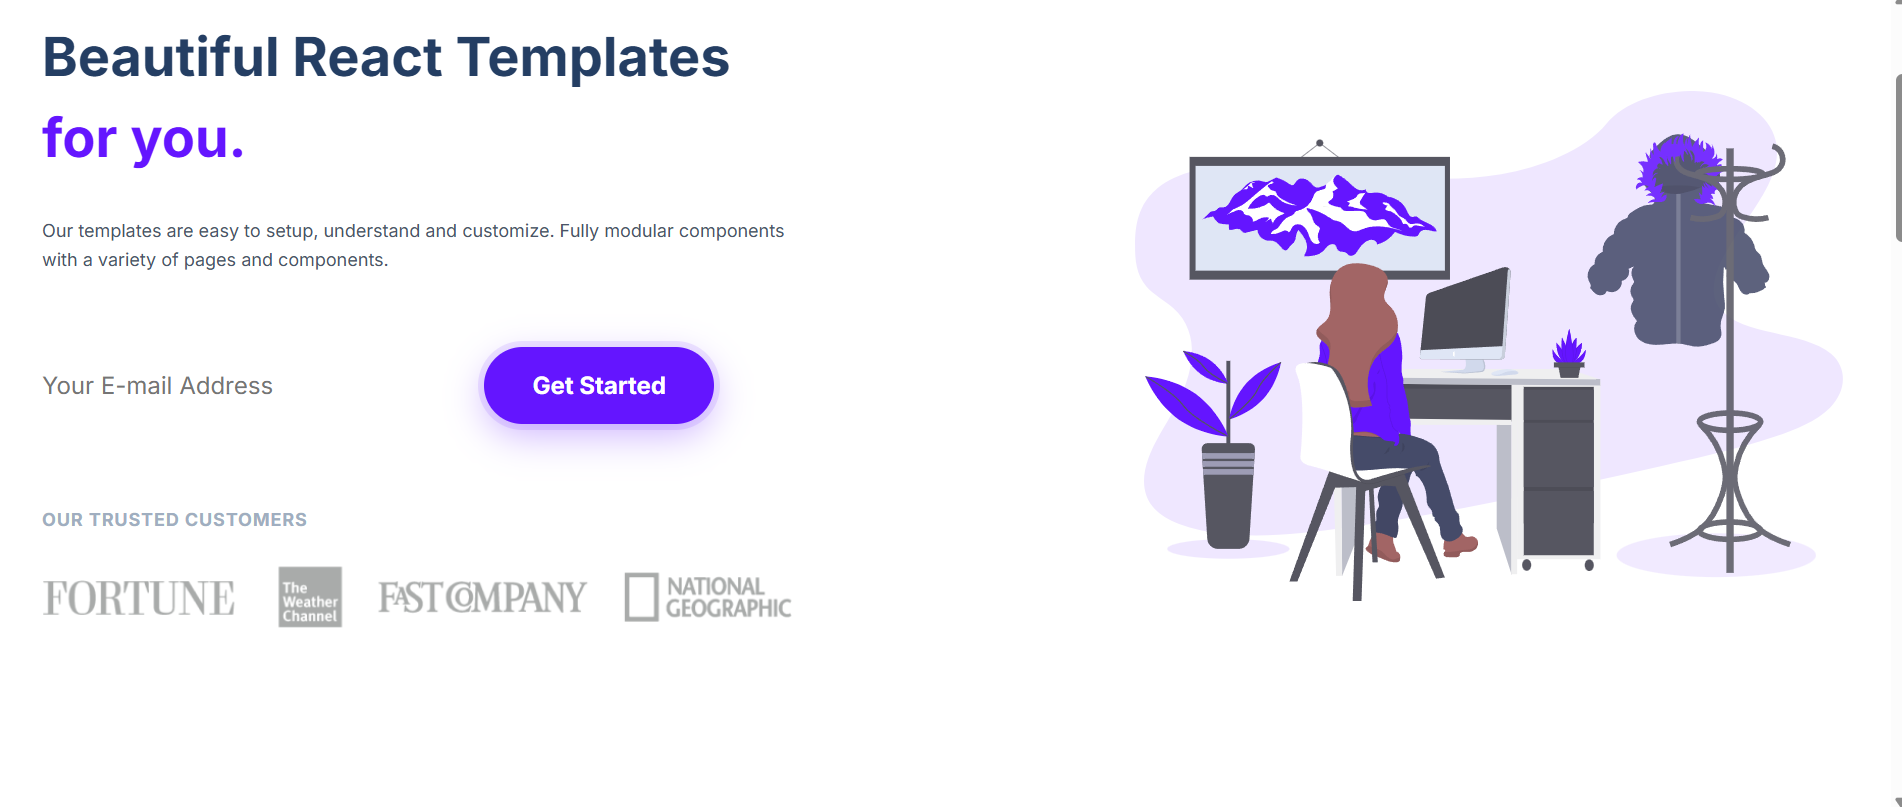 Beautiful React Templates
for you.
Our templates are easy to setup, understand and customize. Fully modular components
with a variety of pages and components.
Your E-mail Address
Get Started
OUR TRUSTED CUSTOMERS
FORTUNE
The
Weather
Channel
FAST COMPANY
NATIONAL
GEOGRAPHIC